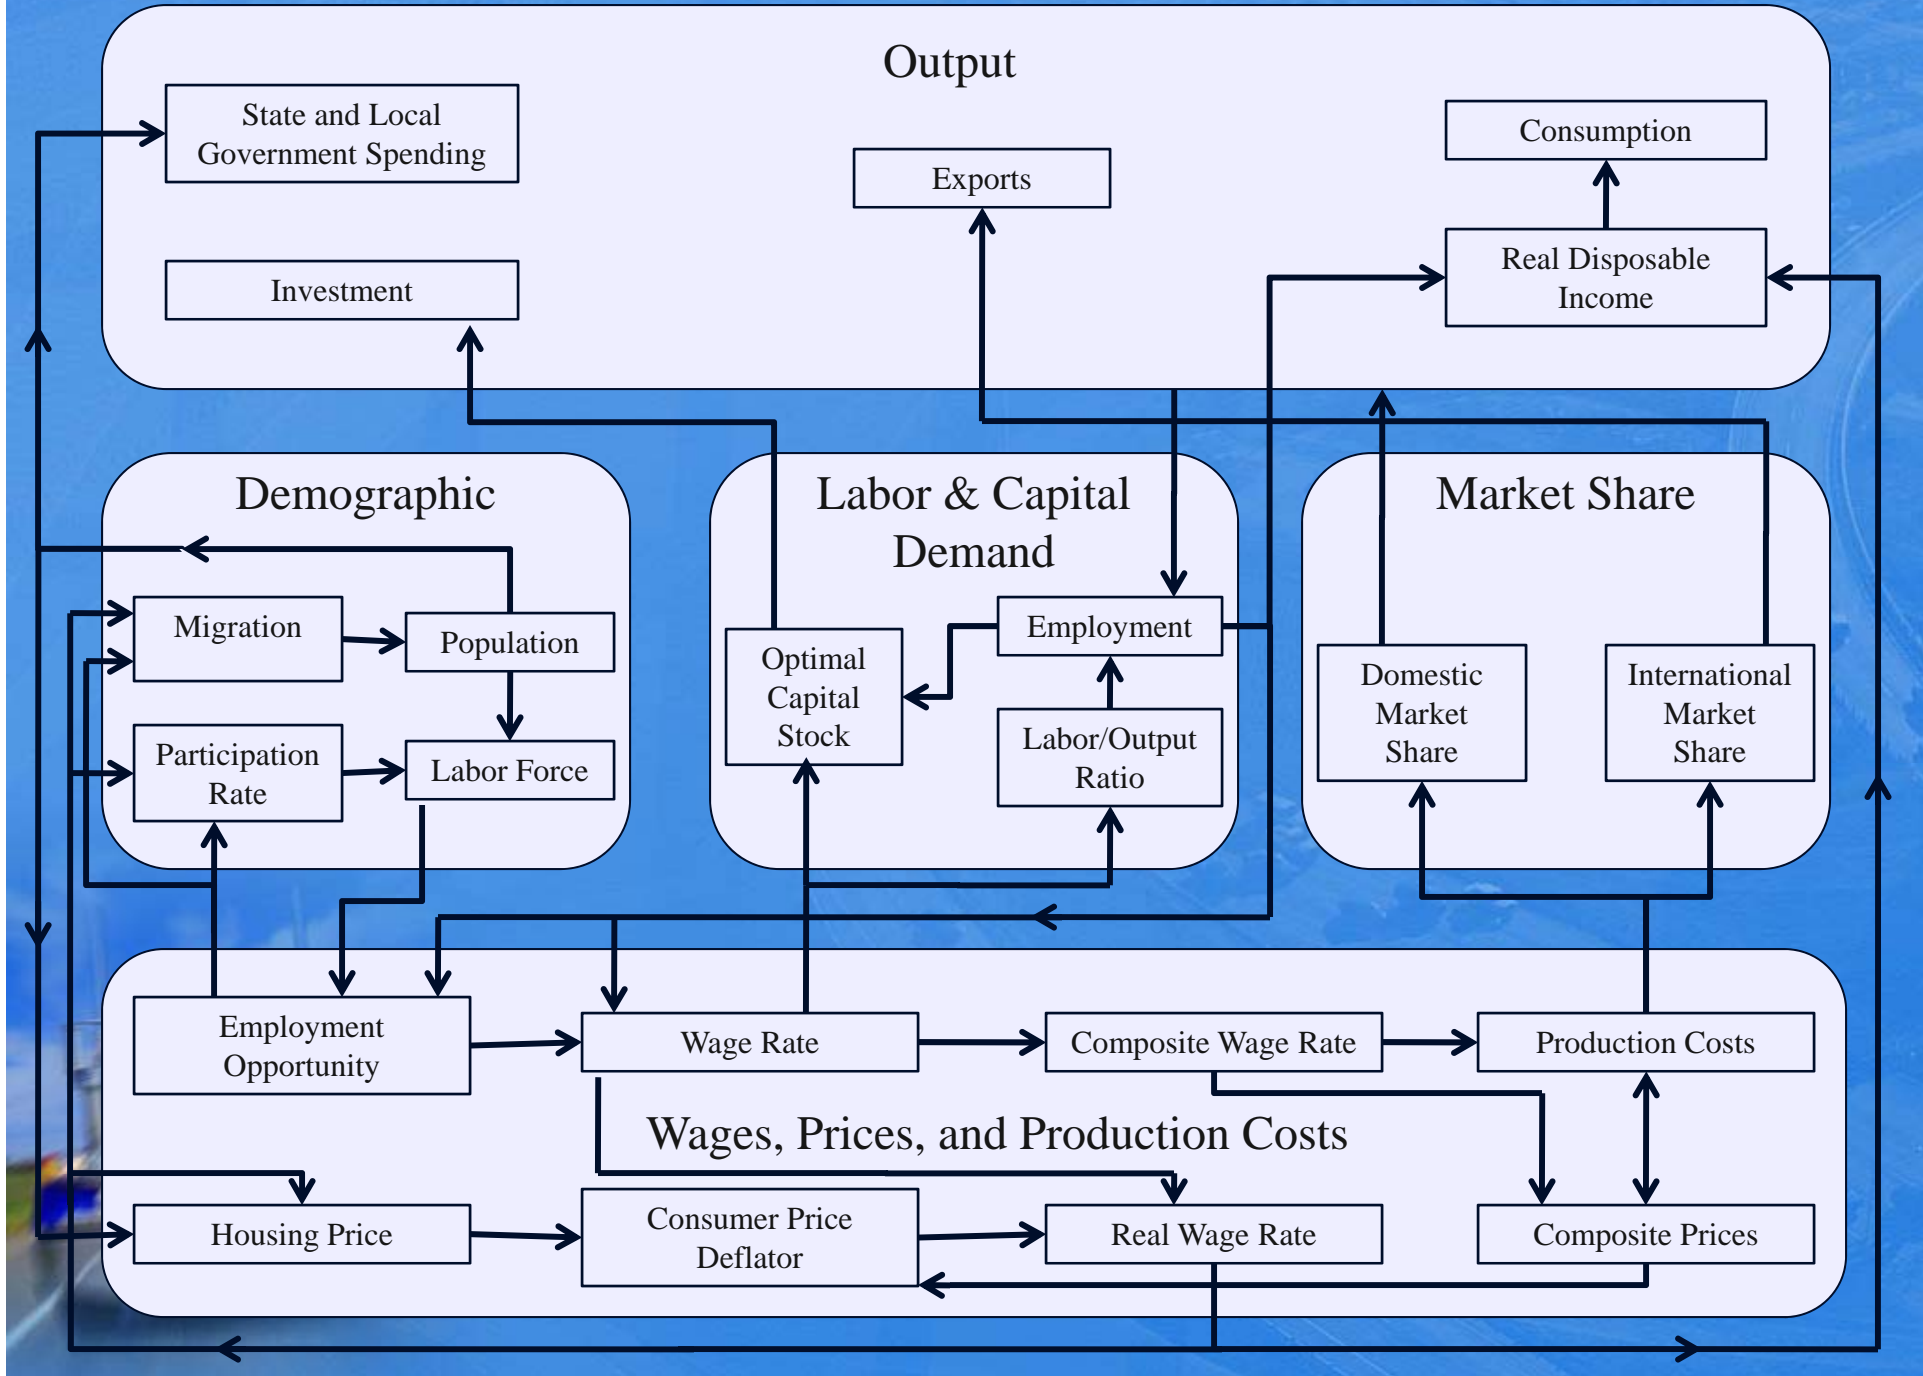 Output
State and Local
Government Spending
Consumption
Exports
Real Disposable
Income
Investment
Demographic
Labor & Capital
Demand
Market Share
Migration
Population
Employment
Optimal
Capital
Stock
Domestic
Market
Share
International
Market
Share
Participation
Rate
Labor Force
Labor/Output
Ratio
Employment
Opportunity
Wage Rate
Composite Wage Rate
Production Costs
Wages, Prices, and Production Costs
Housing Price
Consumer Price
Deflator
Real Wage Rate
Composite Prices